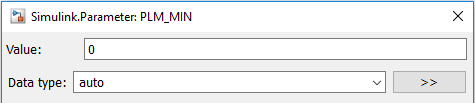 Simulink.Parameter: PLM_MIN
Value: 0
Data type: auto >>